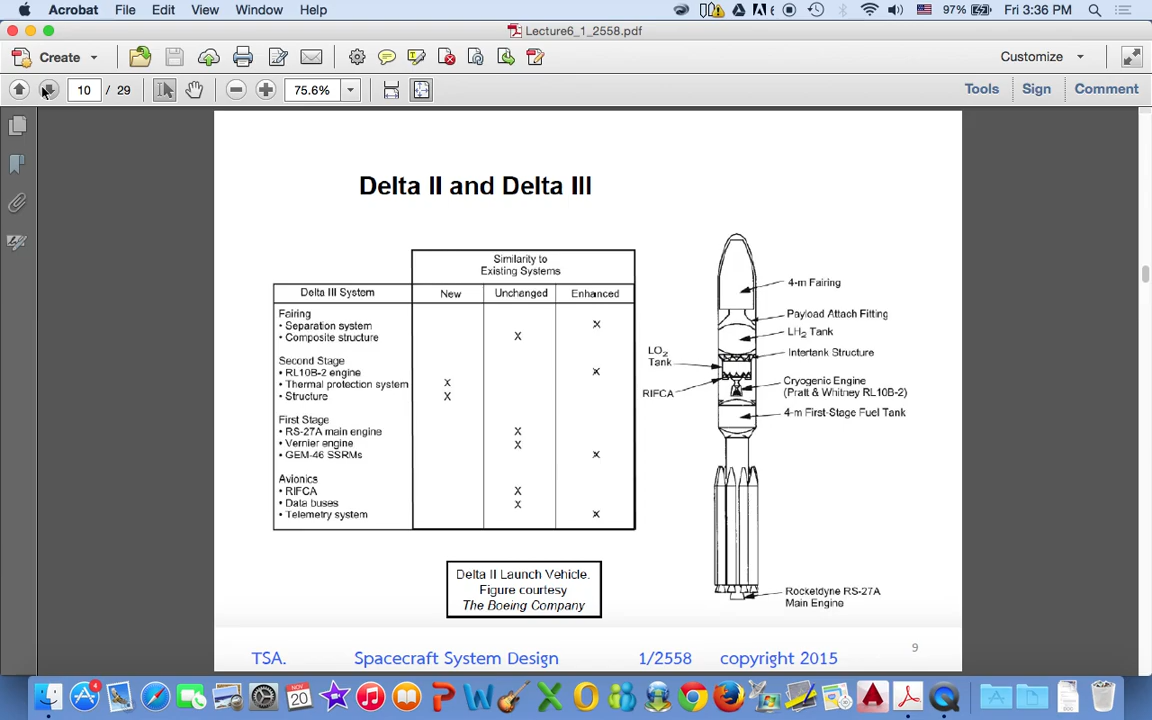 Acrobat File Edit View Window Help 6 97% Fri 3:36 PM
Lecture6_1_2558.pdf
Create Customize
10 / 29 75.6% Tools Sign Comment
Delta II and Delta III
Similarity to
Existing Systems
Delta III System New Unchanged Enhanced
Fairing
• Separation system X
• Composite structure X
Second Stage
• RL10B-2 engine X
• Thermal protection system X
• Structure X
First Stage
• RS-27A main engine X
• Vernier engine X
• GEM-46 SSRMs X
Avionics
• RIFCA X
• Data buses X
• Telemetry system X
4-m Fairing
Payload Attach Fitting
LH2 Tank
LO2
Tank
Intertank Structure
RIFCA
Cryogenic Engine
(Pratt & Whitney RL10B-2)
4-m First-Stage Fuel Tank
Rocketdyne RS-27A
Main Engine
Delta II Launch Vehicle.
Figure courtesy
The Boeing Company
9
TSA. Spacecraft System Design 1/2558 copyright 2015
4 NOV 20